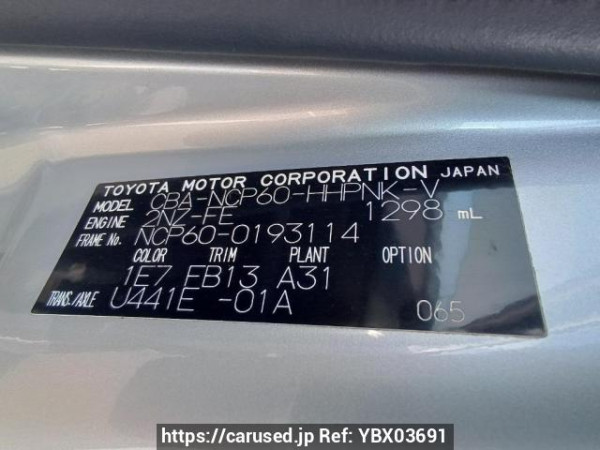 TOYOTA MOTOR CORPORATION JAPAN
MODEL CBA-NCP60-HHPNK-V
ENGINE 2NZ-FE 1298 mL
FRAME No. NCP60-0193114
COLOR TRIM PLANT OPTION
1E7 EB13 A31
TRANS./AXLE U441E -01A 065
https://carused.jp Ref: YBX03691